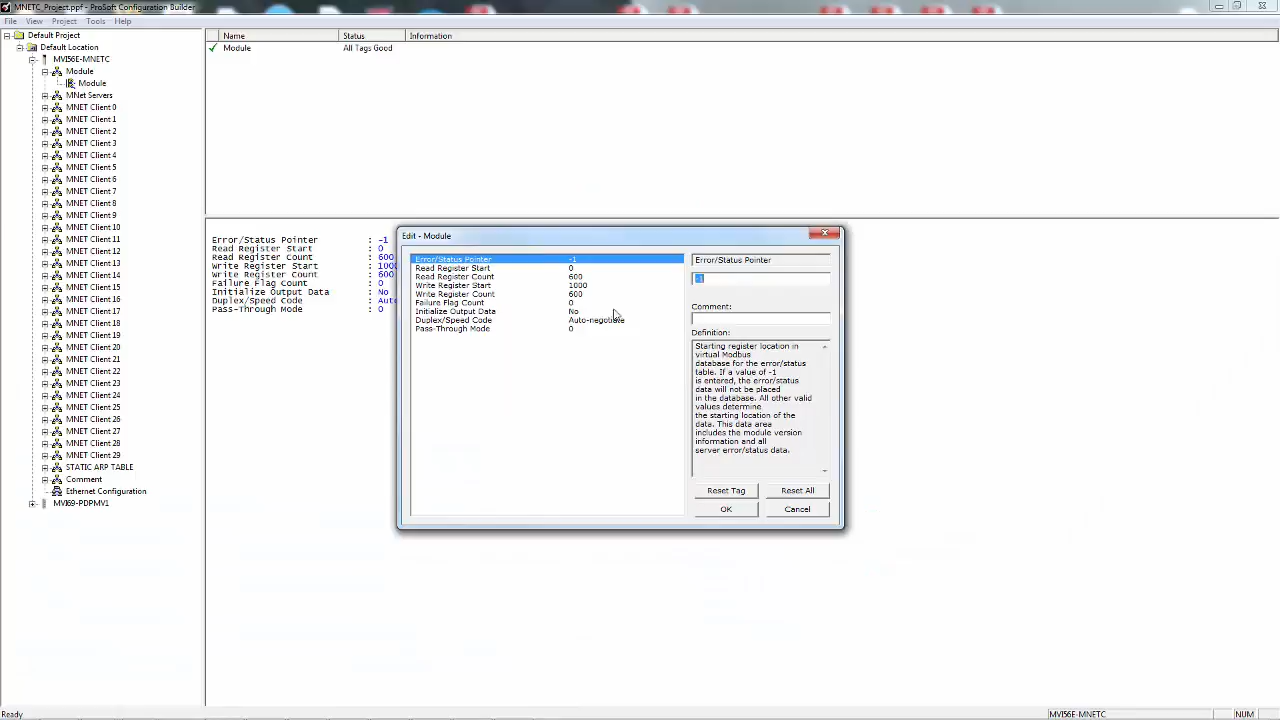 MNETC_Project.ppf - ProSoft Configuration Builder
File View Project Tools Help
Default Project
Default Location
MVI56E-MNETC
Module
Module
MNet Servers
MNET Client 0
MNET Client 1
MNET Client 2
MNET Client 3
MNET Client 4
MNET Client 5
MNET Client 6
MNET Client 7
MNET Client 8
MNET Client 9
MNET Client 10
MNET Client 11
MNET Client 12
MNET Client 13
MNET Client 14
MNET Client 15
MNET Client 16
MNET Client 17
MNET Client 18
MNET Client 19
MNET Client 20
MNET Client 21
MNET Client 22
MNET Client 23
MNET Client 24
MNET Client 25
MNET Client 26
MNET Client 27
MNET Client 28
MNET Client 29
STATIC ARP TABLE
Comment
Ethernet Configuration
MVI69-PDPMV1
Name Status Information
Module All Tags Good
Error/Status Pointer : -1
Read Register Start : 0
Read Register Count : 600
Write Register Start : 100
Write Register Count : 600
Failure Flag Count : 0
Initialize Output Data : No
Duplex/Speed Code : Aut
Pass-Through Mode : 0
Edit - Module
Error/Status Pointer -1
Read Register Start 0
Read Register Count 600
Write Register Start 1000
Write Register Count 600
Failure Flag Count 0
Initialize Output Data No
Duplex/Speed Code Auto-negotiate
Pass-Through Mode 0
Error/Status Pointer
-1
Comment:
Definition:
Starting register location in
virtual Modbus
database for the error/status
table. If a value of -1
is entered, the error/status
data will not be placed
in the database. All other valid
values determine
the starting location of the
data. This data area
includes the module version
information and all
server error/status data.
Reset Tag Reset All
OK Cancel
Ready MVI56E-MNETC NUM